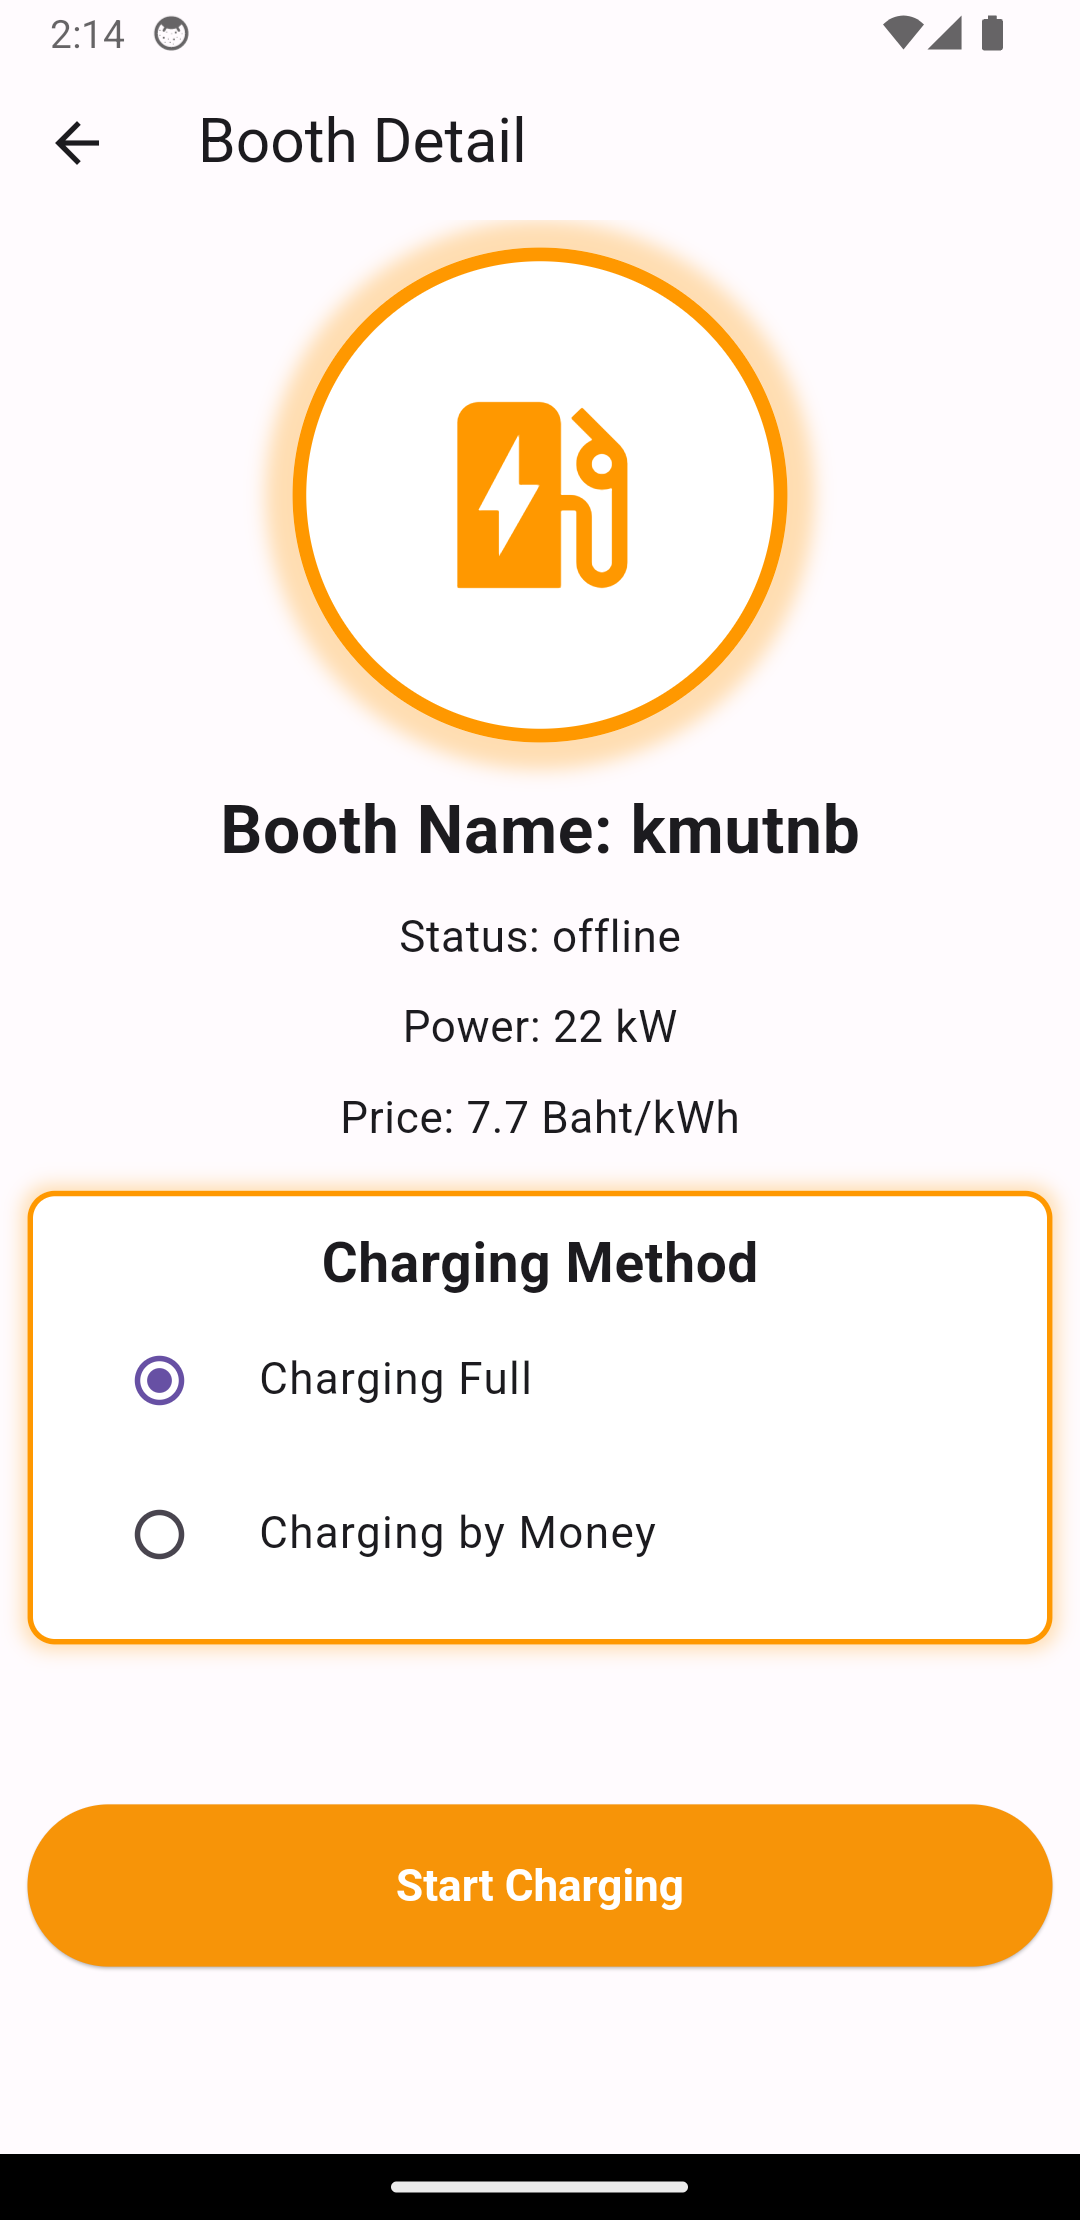 2:14
Booth Detail
Booth Name: kmutnb
Status: offline
Power: 22 kW
Price: 7.7 Baht/kWh
Charging Method
Charging Full
Charging by Money
Start Charging